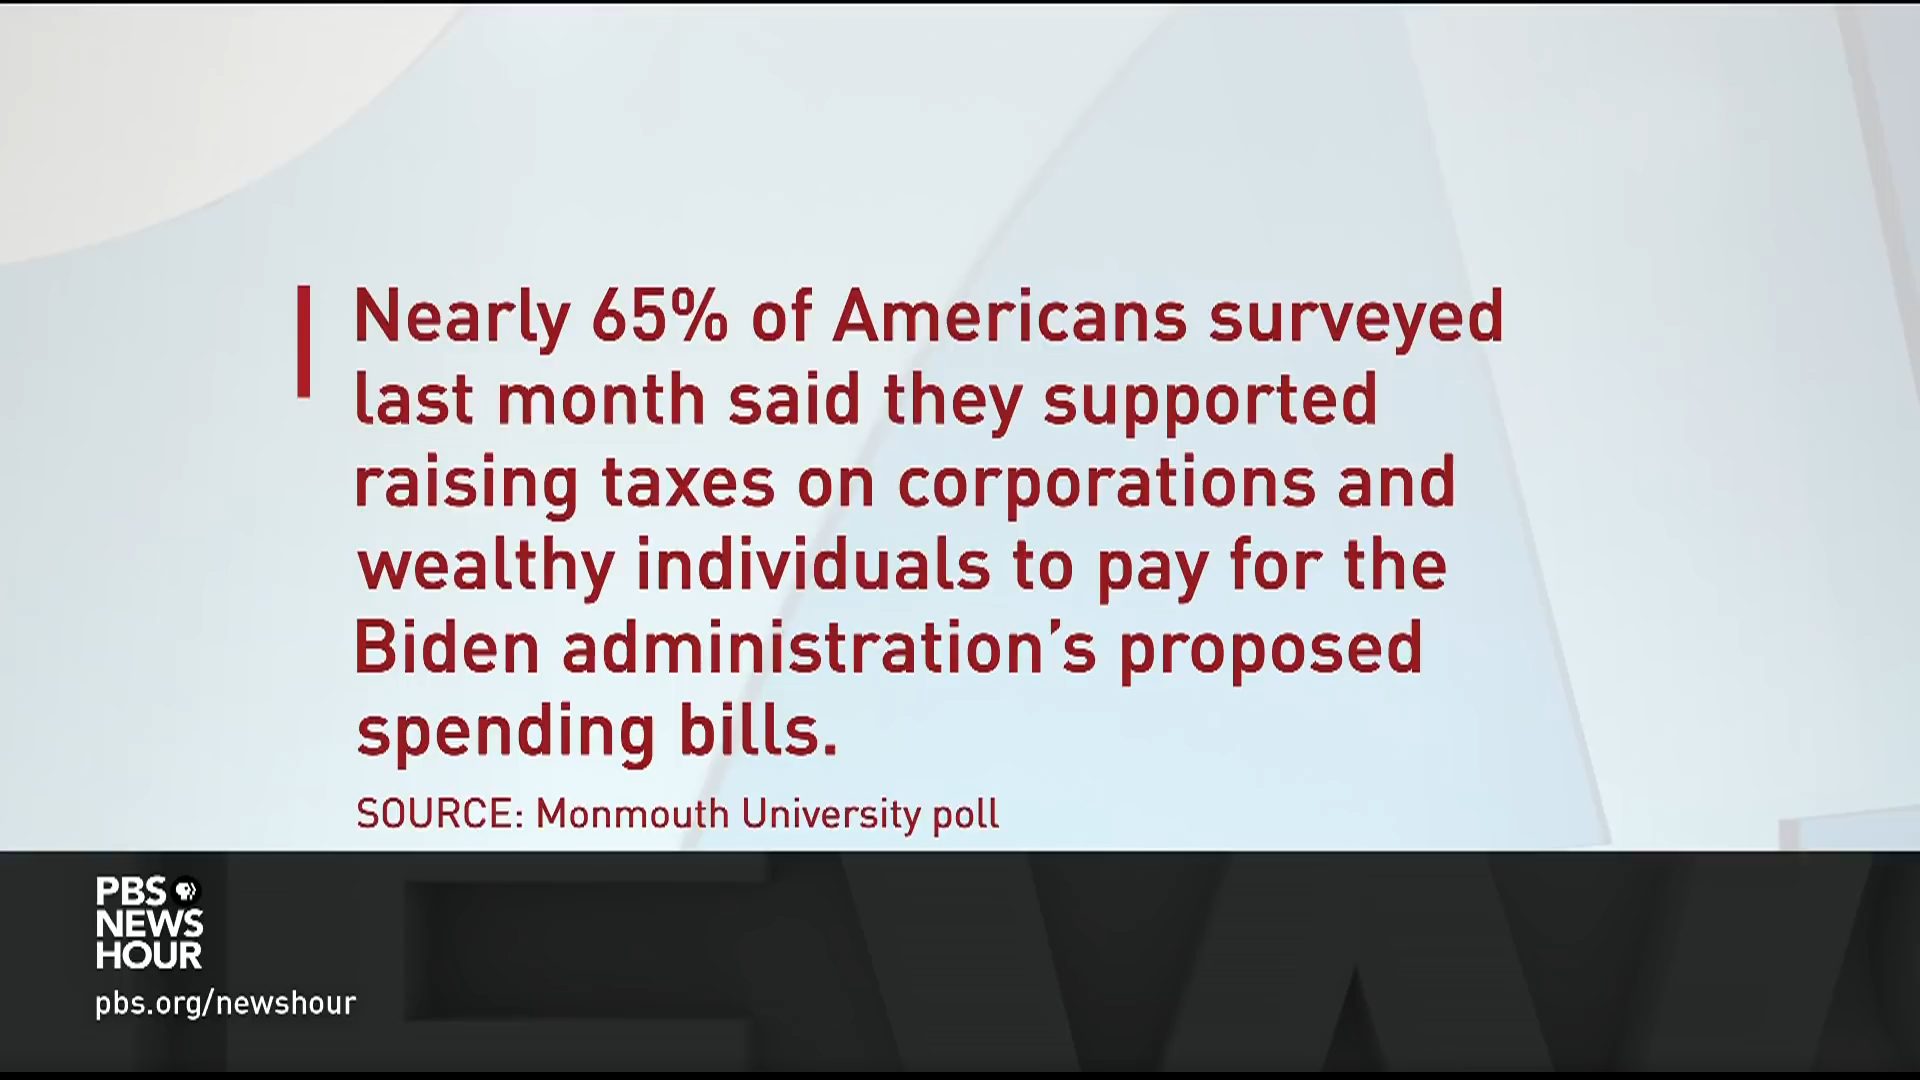 Nearly 65% of Americans surveyed
last month said they supported
raising taxes on corporations and
wealthy individuals to pay for the
Biden administration’s proposed
spending bills.
SOURCE: Monmouth University poll
PBS
NEWS
HOUR
pbs.org/newshour